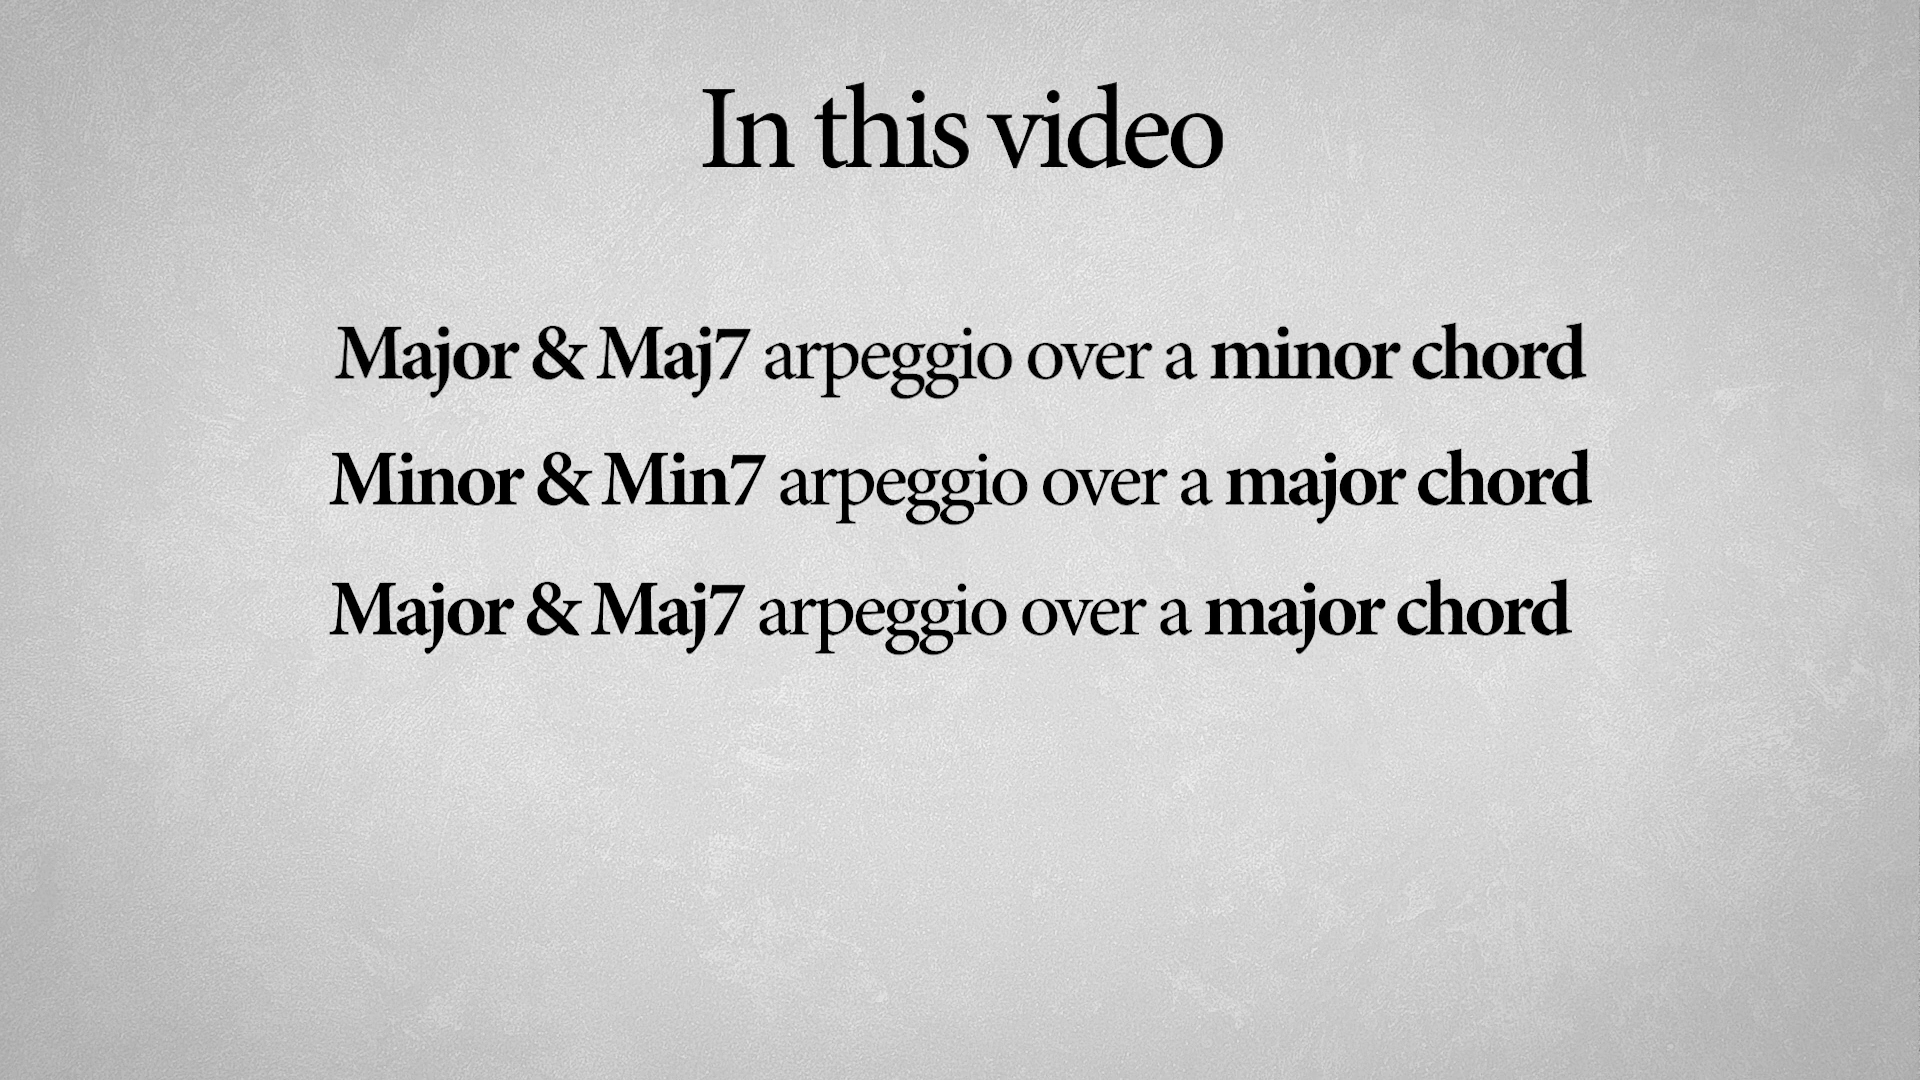 In this video
Major & Maj7 arpeggio over a minor chord
Minor & Min7 arpeggio over a major chord
Major & Maj7 arpeggio over a major chord